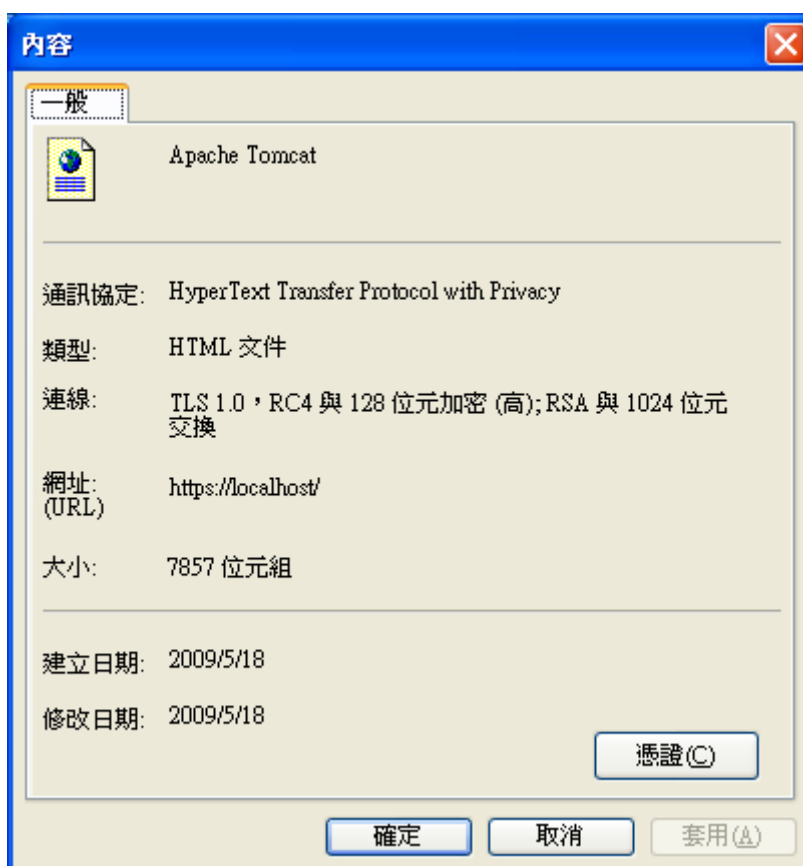 內容
一般
Apache Tomcat
通訊協定: HyperText Transfer Protocol with Privacy
類型: HTML 文件
連線: TLS 1.0，RC4 與 128 位元加密 (高); RSA 與 1024 位元
交換
網址: https://localhost/
(URL)
大小: 7857 位元組
建立日期: 2009/5/18
修改日期: 2009/5/18
憑證(C)
確定 取消 套用(A)